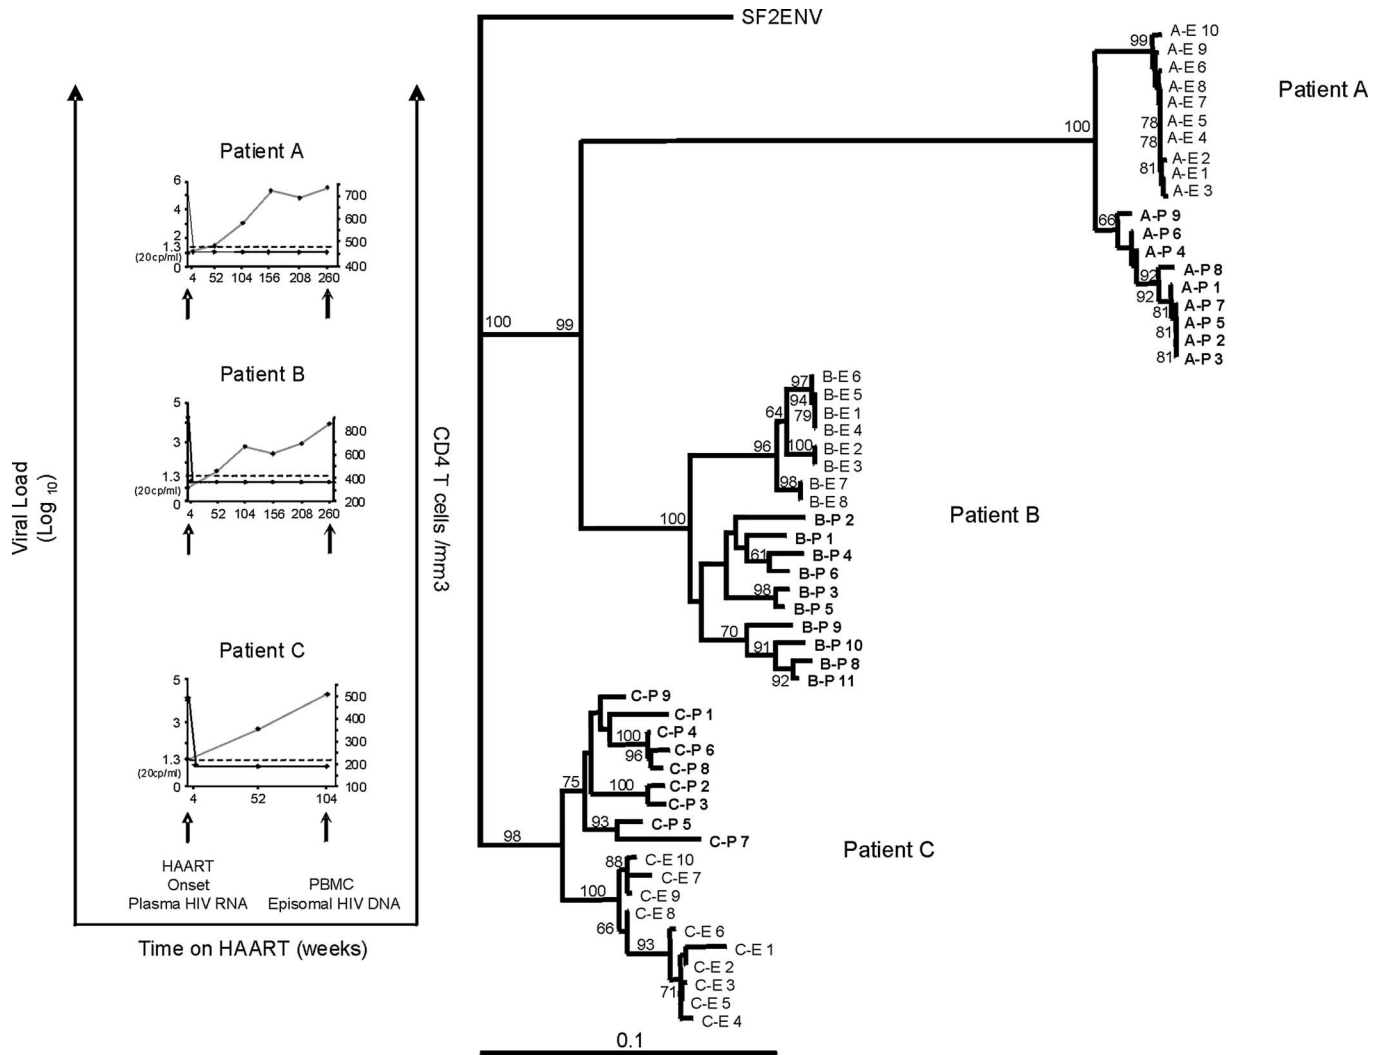 SF2ENV
Patient A
6
4
2
1.3
(20cp/ml)
0
700
600
500
400
4 52 104 156 208 260
Patient B
5
3
1.3
(20cp/ml)
0
800
600
400
200
4 52 104 156 208 260
Patient C
5
3
1.3
(20cp/ml)
0
500
400
300
200
100
4 52 104
HAART
Onset
Plasma HIV RNA
PBMC
Episomal HIV DNA
Time on HAART (weeks)
Viral Load
(Log 10)
CD4 T cells /mm3
100
99
100
99
A-E 10
A-E 9
A-E 6
A-E 8
A-E 7
78
A-E 5
78
A-E 4
A-E 2
81
A-E 1
A-E 3
66
A-P 9
A-P 6
A-P 4
92
A-P 8
92
A-P 1
81
A-P 7
A-P 5
81
A-P 2
81
A-P 3
Patient A
100
96
64
97
B-E 6
94
B-E 5
79
B-E 1
B-E 4
100
B-E 2
B-E 3
98
B-E 7
B-E 8
B-P 2
B-P 1
61
B-P 4
B-P 6
98
B-P 3
B-P 5
70
B-P 9
91
B-P 10
B-P 8
92
B-P 11
Patient B
98
75
C-P 9
C-P 1
100
C-P 4
96
C-P 6
C-P 8
100
C-P 2
C-P 3
93
C-P 5
C-P 7
100
88
C-E 10
C-E 7
C-E 9
66
C-E 8
93
C-E 6
C-E 1
C-E 2
71
C-E 3
C-E 5
C-E 4
Patient C
0.1